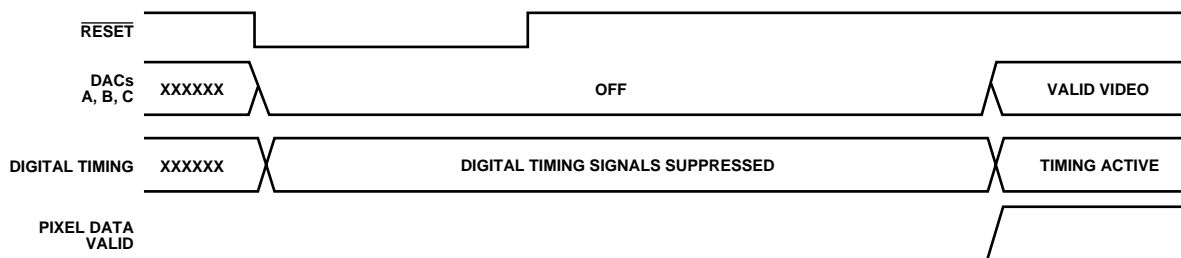 RESET
DACs
A, B, C
XXXXXX
OFF
VALID VIDEO
DIGITAL TIMING
XXXXXX
DIGITAL TIMING SIGNALS SUPPRESSED
TIMING ACTIVE
PIXEL DATA
VALID